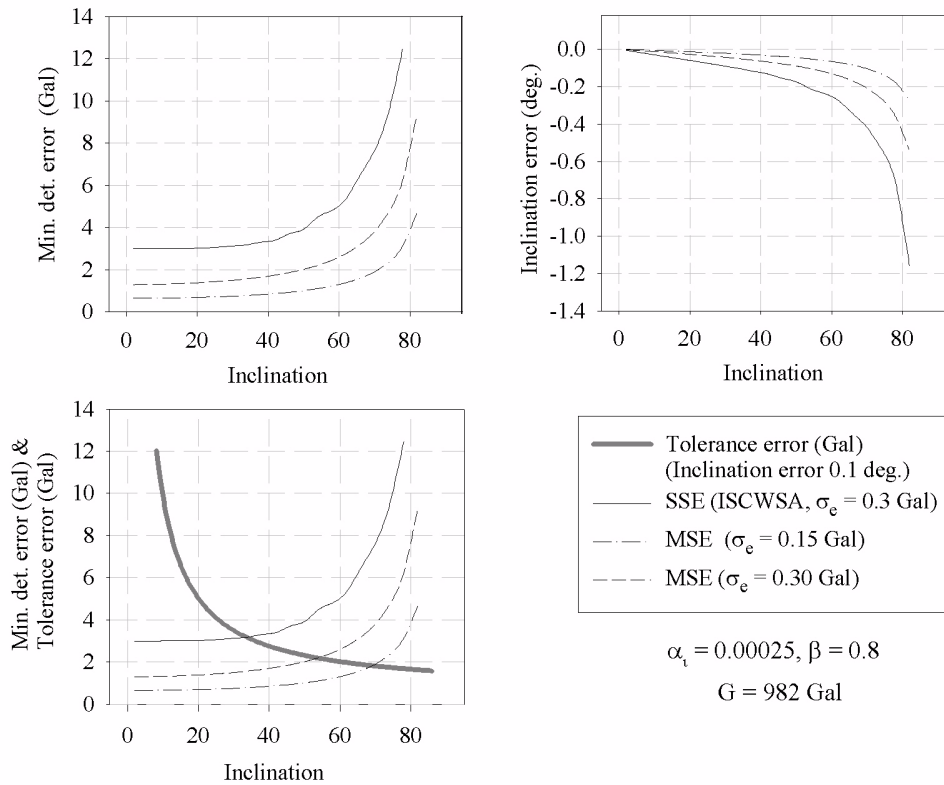 14
12
10
8
6
4
2
0
Min. det. error (Gal)
0 20 40 60 80
Inclination
0.0
-0.2
-0.4
-0.6
-0.8
-1.0
-1.2
-1.4
Inclination error (deg.)
0 20 40 60 80
Inclination
14
12
10
8
6
4
2
0
Min. det. error (Gal) &
Tolerance error (Gal)
0 20 40 60 80
Inclination
Tolerance error (Gal)
(Inclination error 0.1 deg.)
SSE (ISCWSA, σe = 0.3 Gal)
MSE (σe = 0.15 Gal)
MSE (σe = 0.30 Gal)
αι = 0.00025, β = 0.8
G = 982 Gal